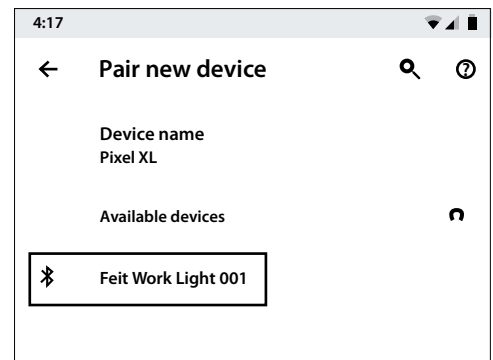 4:17
Pair new device
Device name
Pixel XL
Available devices
Feit Work Light 001